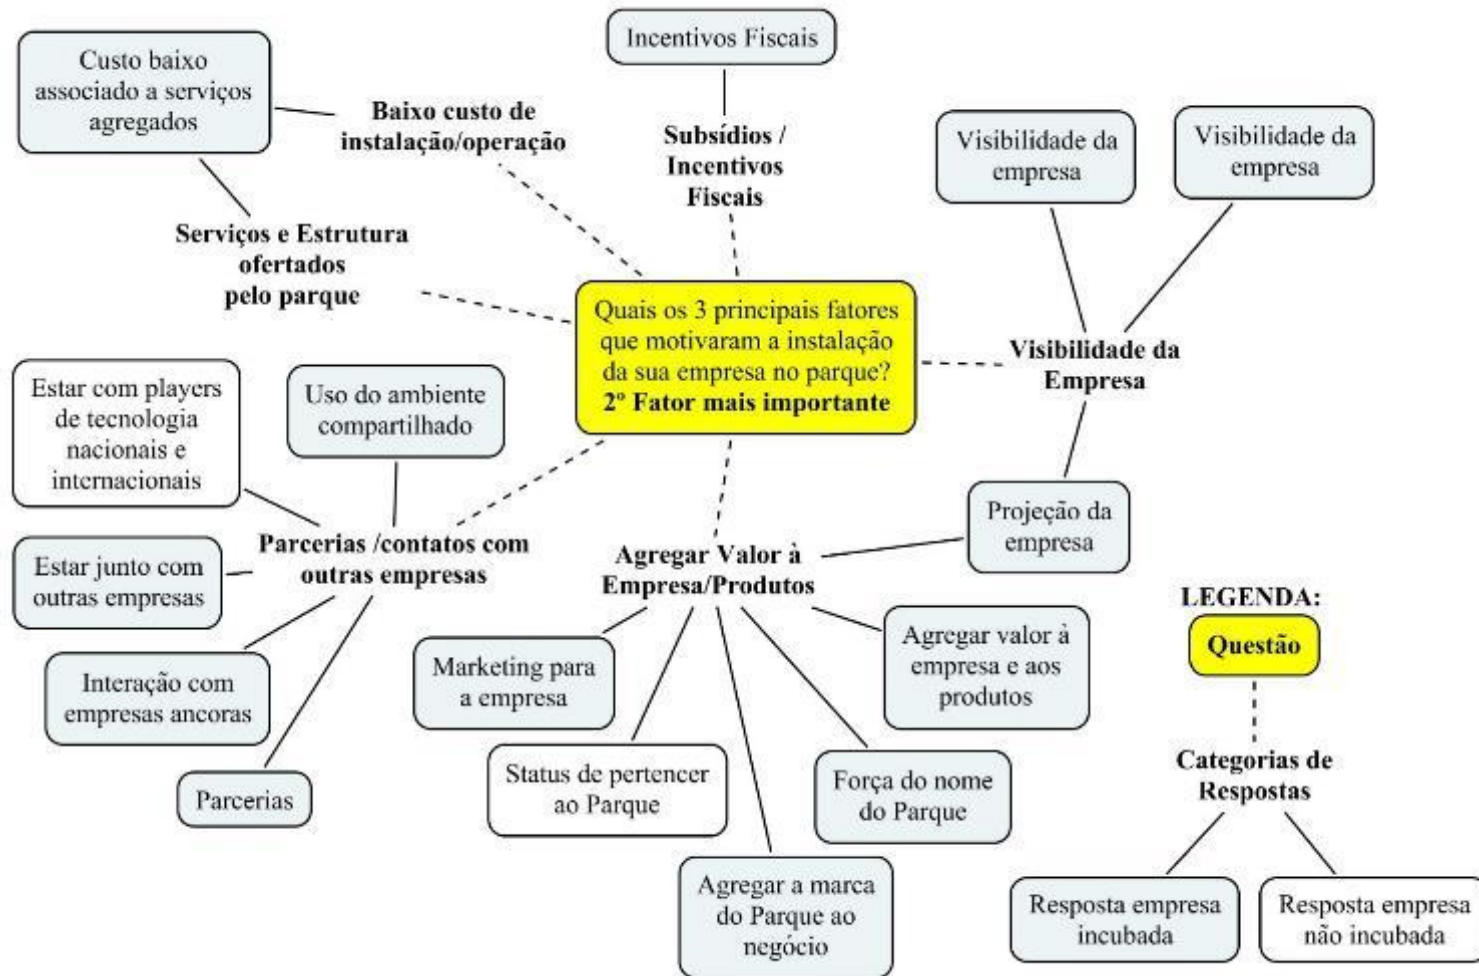 Custo baixo
associado a serviços
agregados
Baixo custo de
instalação/operação
Incentivos Fiscais
Subsídios /
Incentivos
Fiscais
Visibilidade da
empresa
Visibilidade da
empresa
Serviços e Estrutura
ofertados
pelo parque
Quais os 3 principais fatores
que motivaram a instalação
da sua empresa no parque?
2º Fator mais importante
Visibilidade da
Empresa
Estar com players
de tecnologia
nacionais e
internacionais
Uso do ambiente
compartilhado
Projeção da
empresa
Parcerias /contatos com
outras empresas
Agregar Valor à
Empresa/Produtos
Estar junto com
outras empresas
Interação com
empresas ancoras
Parcerias
Marketing para
a empresa
Status de pertencer
ao Parque
Agregar a marca
do Parque ao
negócio
Força do nome
do Parque
Agregar valor à
empresa e aos
produtos
LEGENDA:
Questão
Categorias de
Respostas
Resposta empresa
incubada
Resposta empresa
não incubada